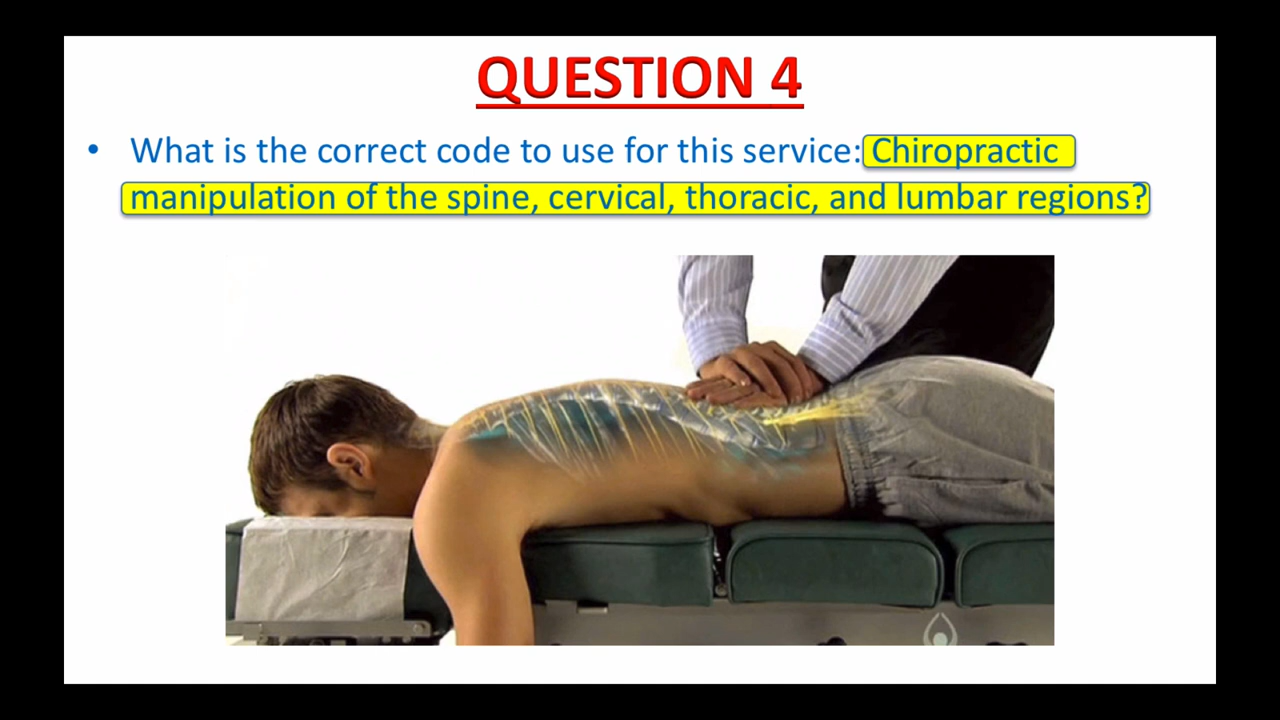 QUESTION 4
• What is the correct code to use for this service: Chiropractic
manipulation of the spine, cervical, thoracic, and lumbar regions?